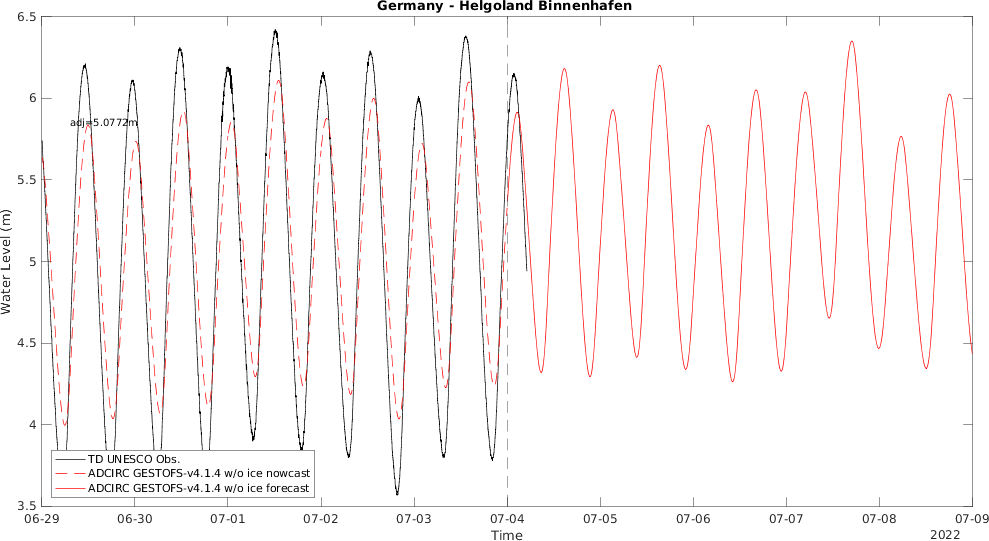 Germany - Helgoland Binnenhafen
Water Level (m)
6.5
6
5.5
5
4.5
4
3.5
adj=5.0772m
TD UNESCO Obs.
ADCIRC GESTOFS-v4.1.4 w/o ice nowcast
ADCIRC GESTOFS-v4.1.4 w/o ice forecast
06-29 06-30 07-01 07-02 07-03 07-04 07-05 07-06 07-07 07-08 07-09
Time
2022